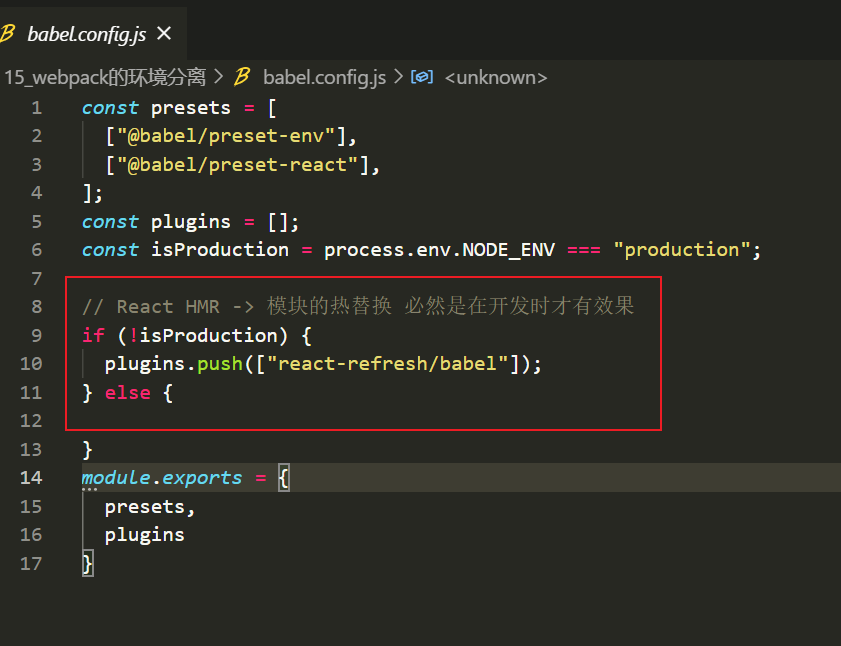 babel.config.js ×
15_webpack的环境分离 > babel.config.js > <unknown>
1 const presets = [
2 ["@babel/preset-env"],
3 ["@babel/preset-react"],
4 ];
5 const plugins = [];
6 const isProduction = process.env.NODE_ENV === "production";
7
8 // React HMR -> 模块的热替换 必然是在开发时才有效果
9 if (!isProduction) {
10 plugins.push(["react-refresh/babel"]);
11 } else {
12
13 }
14 module.exports = {
15 presets,
16 plugins
17 }